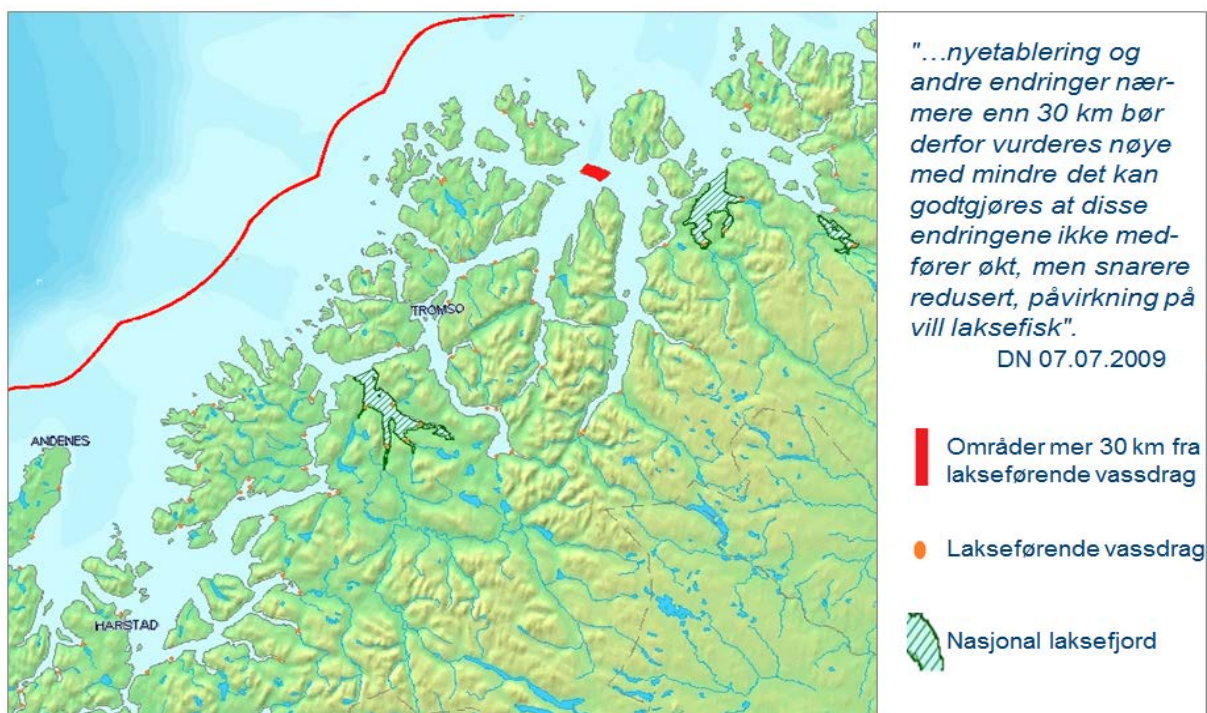 "…nyetablering og
andre endringer nær-
mere enn 30 km bør
derfor vurderes nøye
med mindre det kan
godtgjøres at disse
endringene ikke med-
fører økt, men snarere
redusert, påvirkning på
vill laksefisk".
DN 07.07.2009
TROMSO
ANDENES
HARSTAD
Områder mer 30 km fra
lakseførende vassdrag
Lakseførende vassdrag
Nasjonal laksefjord